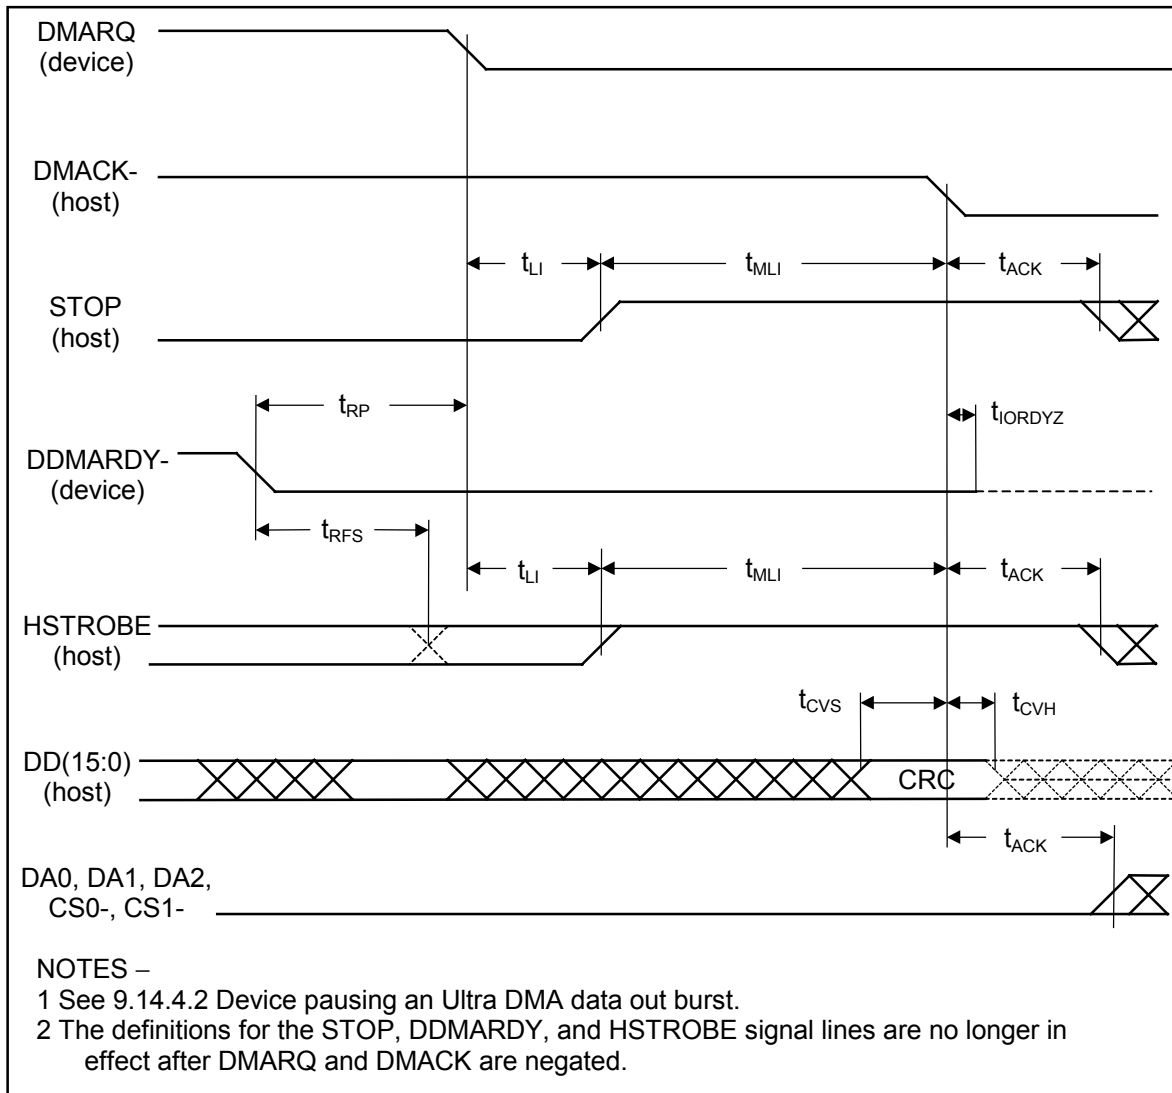 DMARQ
(device)
DMACK-
(host)
tLI
tMLI
tACK
STOP
(host)
tRP
tIORDYZ
DDMARDY-
(device)
tRFS
tLI
tMLI
tACK
HSTROBE
(host)
tCVS
tCVH
DD(15:0)
(host)
CRC
tACK
DA0, DA1, DA2,
CS0-, CS1-
NOTES –
1 See 9.14.4.2 Device pausing an Ultra DMA data out burst.
2 The definitions for the STOP, DDMARDY, and HSTROBE signal lines are no longer in
effect after DMARQ and DMACK are negated.